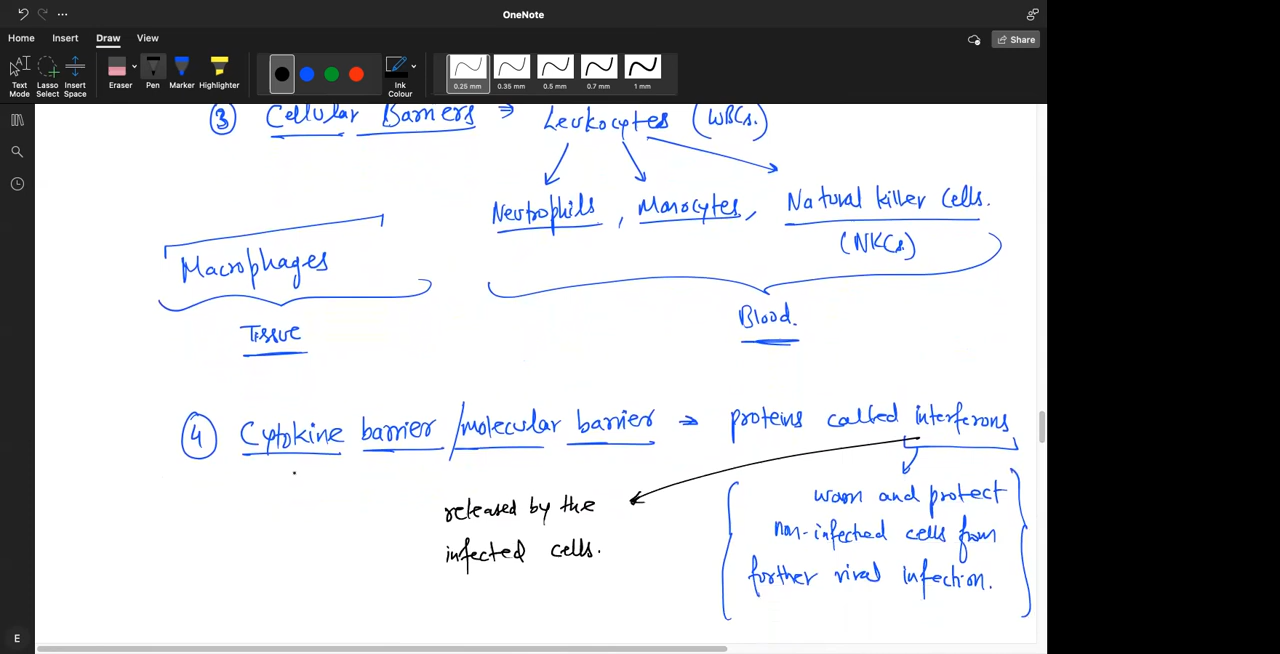 OneNote
Home Insert Draw View
Share
Text Mode
Lasso Select
Insert Space
Eraser
Pen
Marker
Highlighter
Ink Colour
0.25 mm
0.35 mm
0.5 mm
0.7 mm
1 mm
③ Cellular Barriers → Leukocytes (WBCs.)
Neutrophils, Monocytes, Natural killer cells.
(NKCs.)
Macrophages
Tissue
Blood.
④ Cytokine barrier / molecular barrier → proteins called interferons
warn and protect
non-infected cells from
further viral infection.
released by the
infected cells.
E